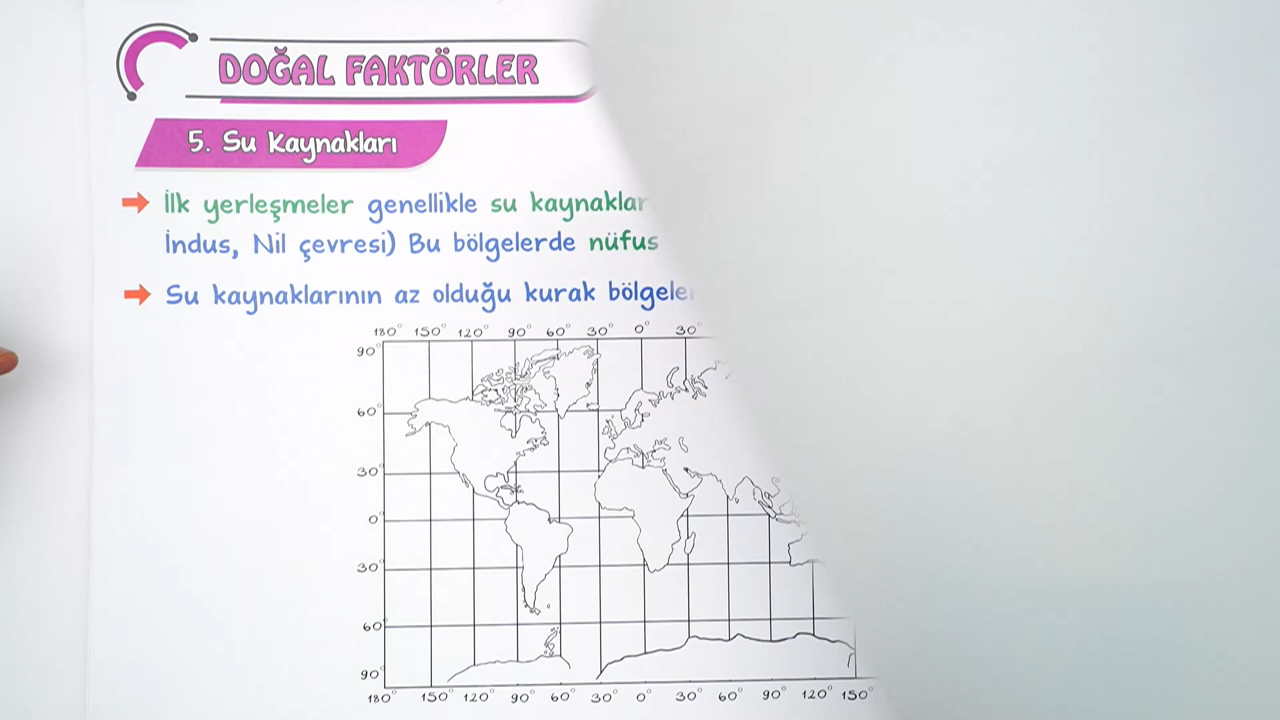 DOĞAL FAKTÖRLER
5. Su Kaynakları
İlk yerleşmeler genellikle su
İndus, Nil çevresi) Bu bölgelerde nüfus
Su kaynaklarının az olduğu kurak
180° 150° 120° 90° 60° 30° 0° 30°
90°
60°
30°
0°
30°
60°
90°
180° 150° 120° 90° 60° 30° 0° 30° 60° 90° 120° 150°